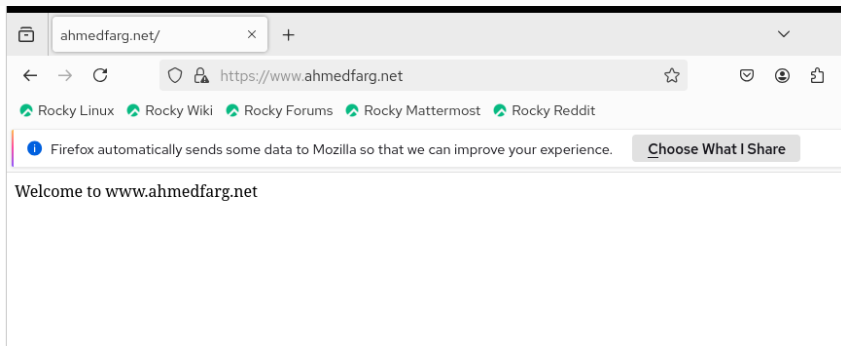 ahmedfarg.net/
https://www.ahmedfarg.net
Rocky Linux Rocky Wiki Rocky Forums Rocky Mattermost Rocky Reddit
Firefox automatically sends some data to Mozilla so that we can improve your experience. Choose What I Share
Welcome to www.ahmedfarg.net